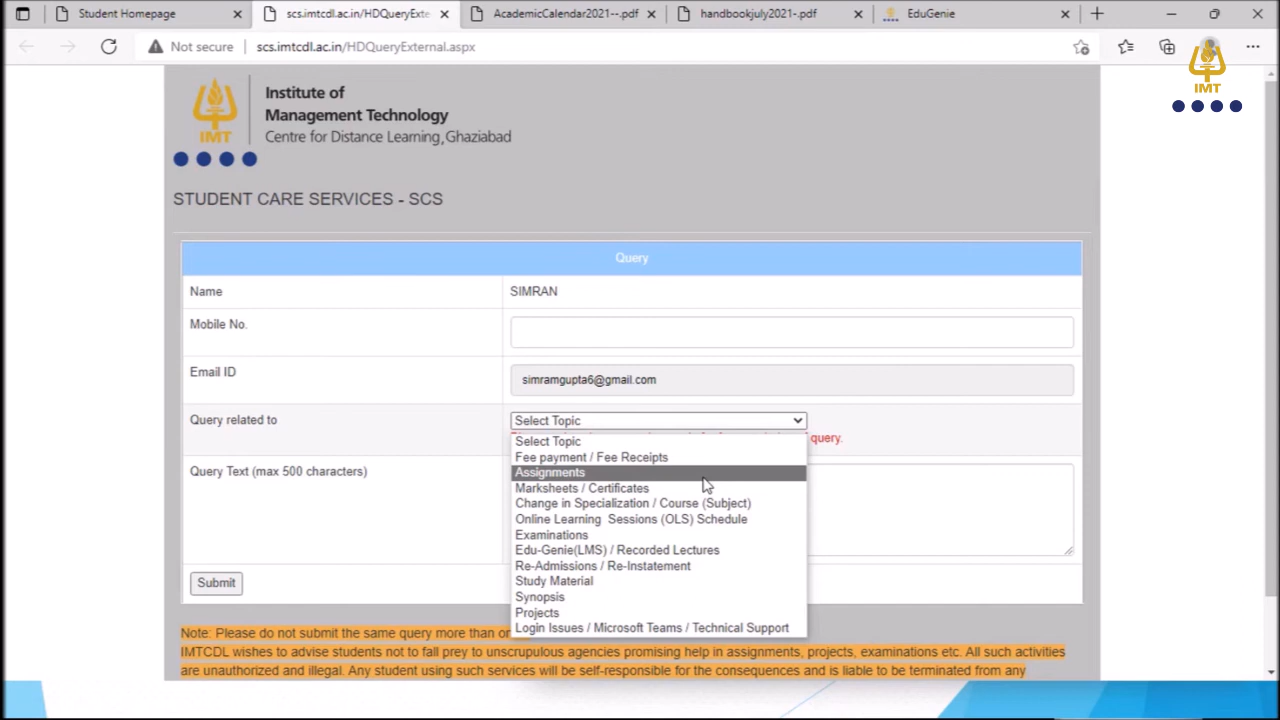 Student Homepage
scs.imtcdl.ac.in/HDQueryExte
AcademicCalendar2021--.pdf
handbookjuly2021-.pdf
EduGenie
Not secure
scs.imtcdl.ac.in/HDQueryExternal.aspx
IMT
IMT
Institute of
Management Technology
Centre for Distance Learning, Ghaziabad
STUDENT CARE SERVICES - SCS
Query
Name
SIMRAN
Mobile No.
Email ID
simramgupta6@gmail.com
Query related to
Select Topic
query.
Select Topic
Fee payment / Fee Receipts
Assignments
Query Text (max 500 characters)
Marksheets / Certificates
Change in Specialization / Course (Subject)
Online Learning Sessions (OLS) Schedule
Examinations
Edu-Genie(LMS) / Recorded Lectures
Re-Admissions / Re-Instatement
Study Material
Submit
Synopsis
Projects
Login Issues / Microsoft Teams / Technical Support
Note: Please do not submit the same query more than
IMTCDL wishes to advise students not to fall prey to unscrupulous agencies promising help in assignments, projects, examinations etc. All such activities
are unauthorized and illegal. Any student using such services will be self-responsible for the consequences and is liable to be terminated from any